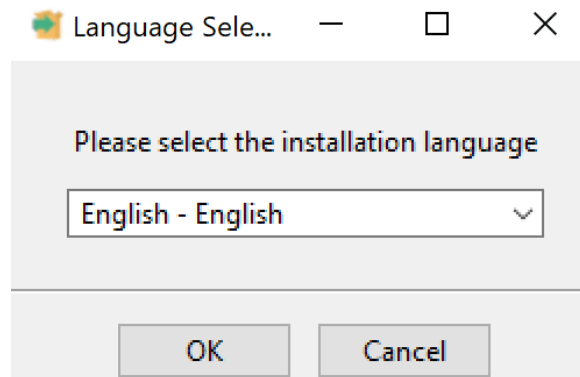 Language Sele...
Please select the installation language
English - English
OK
Cancel